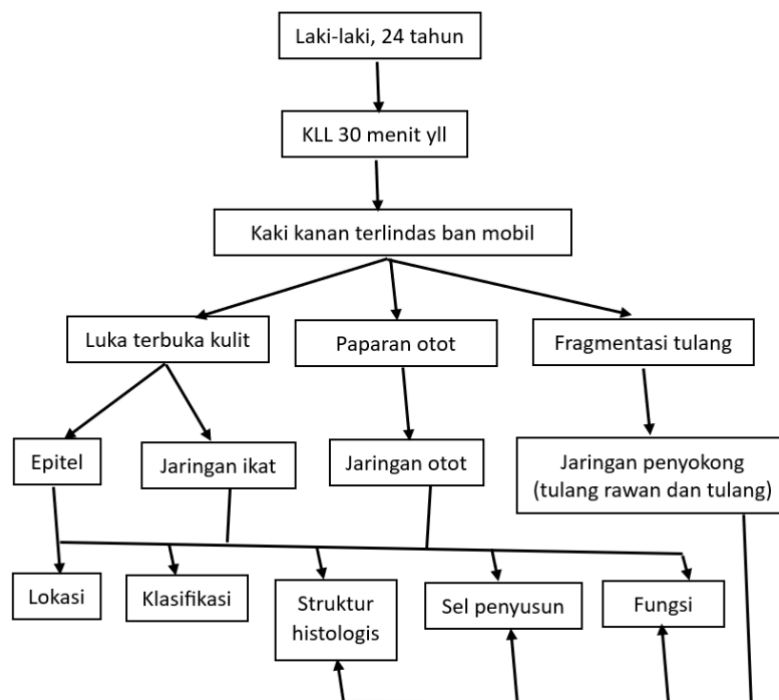 Laki-laki, 24 tahun
KLL 30 menit yll
Kaki kanan terlindas ban mobil
Luka terbuka kulit
Paparan otot
Fragmentasi tulang
Epitel
Jaringan ikat
Jaringan otot
Jaringan penyokong
(tulang rawan dan tulang)
Lokasi
Klasifikasi
Struktur
histologis
Sel penyusun
Fungsi